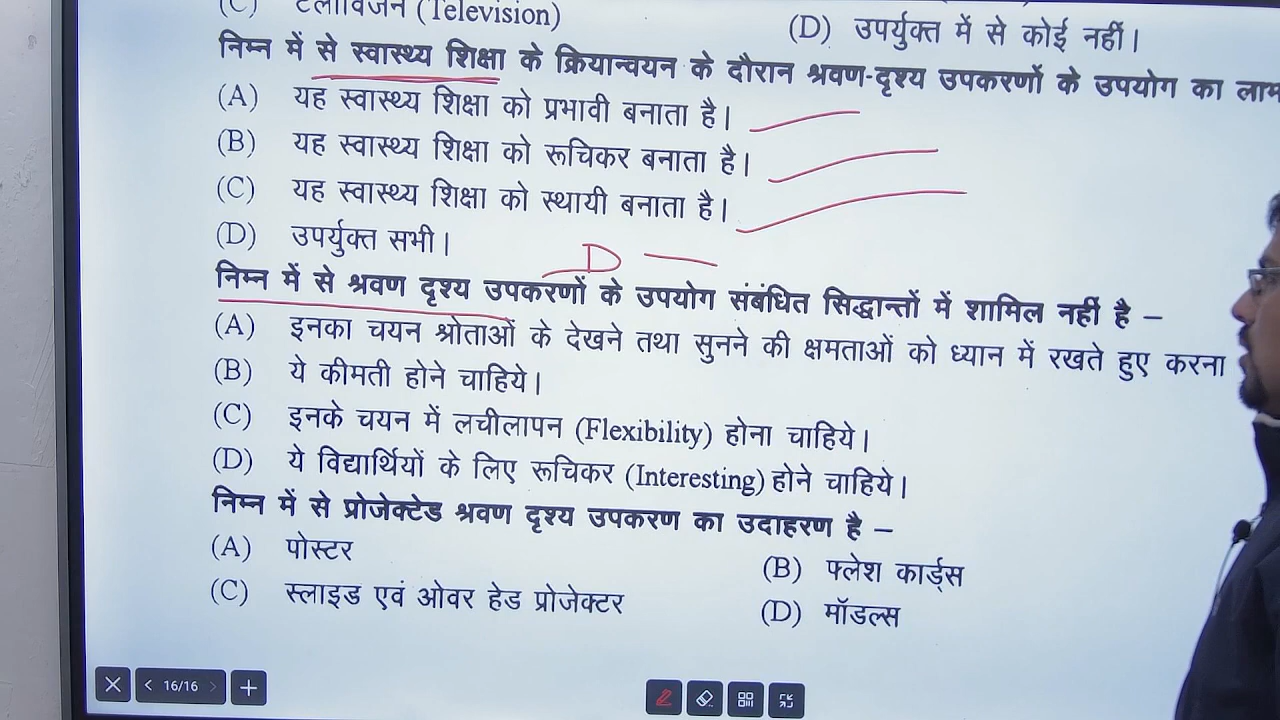 (C) टेलीविजन (Television)
(D) उपर्युक्त में से कोई नहीं।
निम्न में से स्वास्थ्य शिक्षा के क्रियान्वयन के दौरान श्रवण-दृश्य उपकरणों के उपयोग का लाभ
(A) यह स्वास्थ्य शिक्षा को प्रभावी बनाता है।
(B) यह स्वास्थ्य शिक्षा को रूचिकर बनाता है।
(C) यह स्वास्थ्य शिक्षा को स्थायी बनाता है।
(D) उपर्युक्त सभी।
D
निम्न में से श्रवण दृश्य उपकरणों के उपयोग संबंधित सिद्धान्तों में शामिल नहीं है –
(A) इनका चयन श्रोताओं के देखने तथा सुनने की क्षमताओं को ध्यान में रखते हुए करना
(B) ये कीमती होने चाहिये।
(C) इनके चयन में लचीलापन (Flexibility) होना चाहिये।
(D) ये विद्यार्थियों के लिए रूचिकर (Interesting) होने चाहिये।
निम्न में से प्रोजेक्टेड श्रवण दृश्य उपकरण का उदाहरण है –
(A) पोस्टर
(B) फ्लेश कार्ड्स
(C) स्लाइड एवं ओवर हेड प्रोजेक्टर
(D) मॉडल्स
16/16